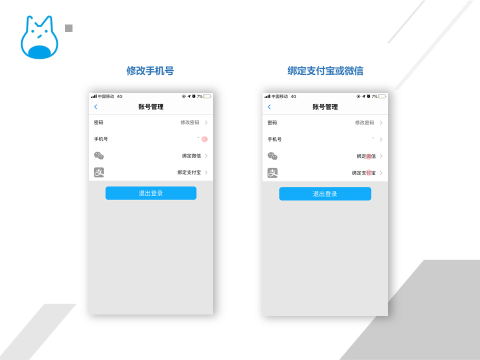 修改手机号
绑定支付宝或微信
中国移动 4G 7%
账号管理
密码 修改密码
手机号
绑定微信
绑定支付宝
退出登录
中国移动 4G 7%
账号管理
密码 修改密码
手机号
绑定微信
绑定支付宝
退出登录